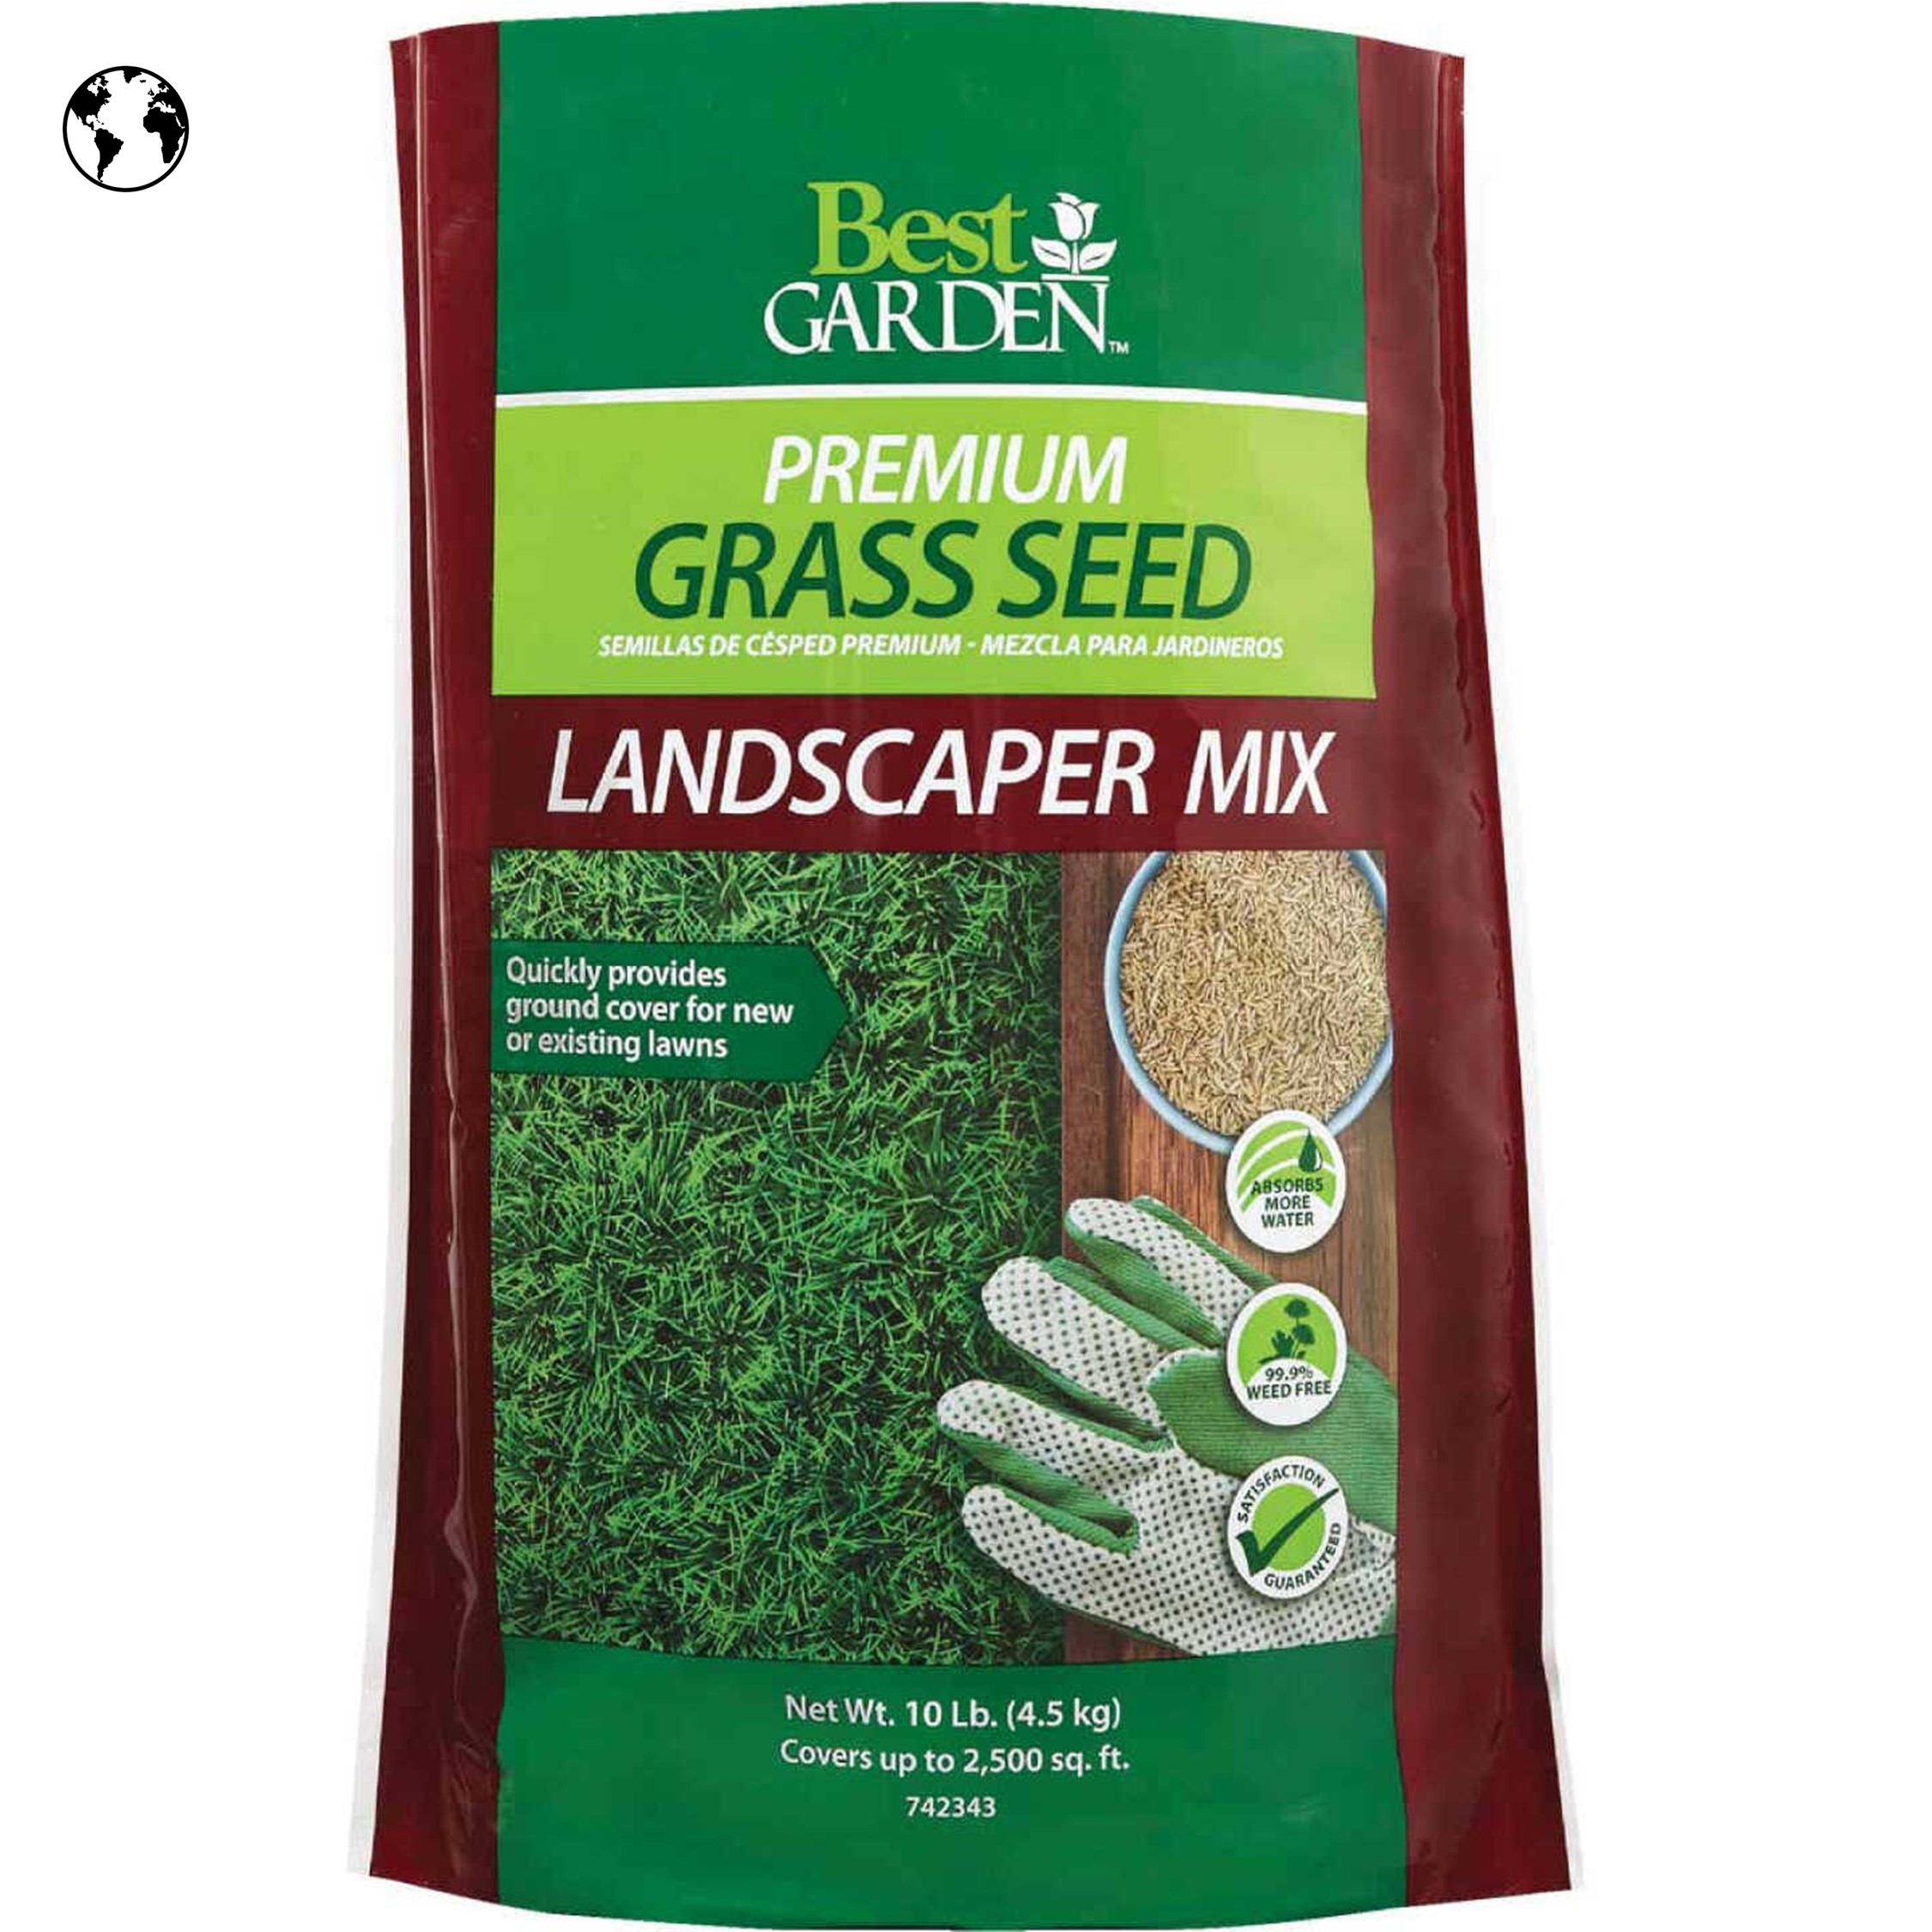 Best
GARDEN™
PREMIUM
GRASS SEED
SEMILLAS DE CÉSPED PREMIUM - MEZCLA PARA JARDINEROS
LANDSCAPER MIX
Quickly provides
ground cover for new
or existing lawns
ABSORBS
MORE
WATER
99.9%
WEED FREE
SATISFACTION
GUARANTEED
Net Wt. 10 Lb. (4.5 kg)
Covers up to 2,500 sq. ft.
742343